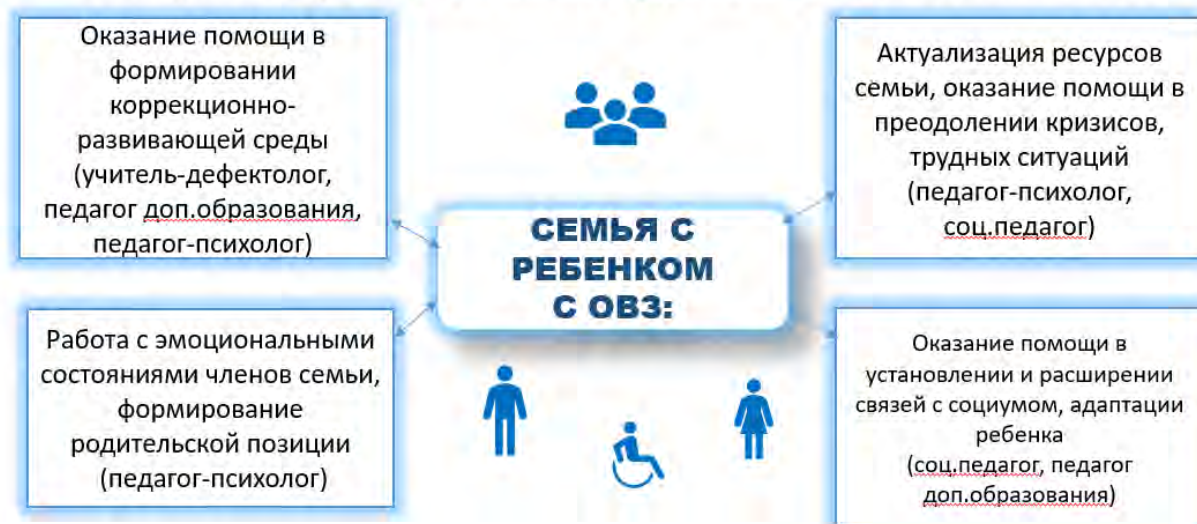 Оказание помощи в
формировании
коррекционно-
развивающей среды
(учитель-дефектолог,
педагог доп.образования,
педагог-психолог)
Актуализация ресурсов
семьи, оказание помощи в
преодолении кризисов,
трудных ситуаций
(педагог-психолог,
соц.педагог)
СЕМЬЯ С
РЕБЕНКОМ
С ОВЗ:
Работа с эмоциональными
состояниями членов семьи,
формирование
родительской позиции
(педагог-психолог)
Оказание помощи в
установлении и расширении
связей с социумом, адаптации
ребенка
(соц.педагог, педагог
доп.образования)